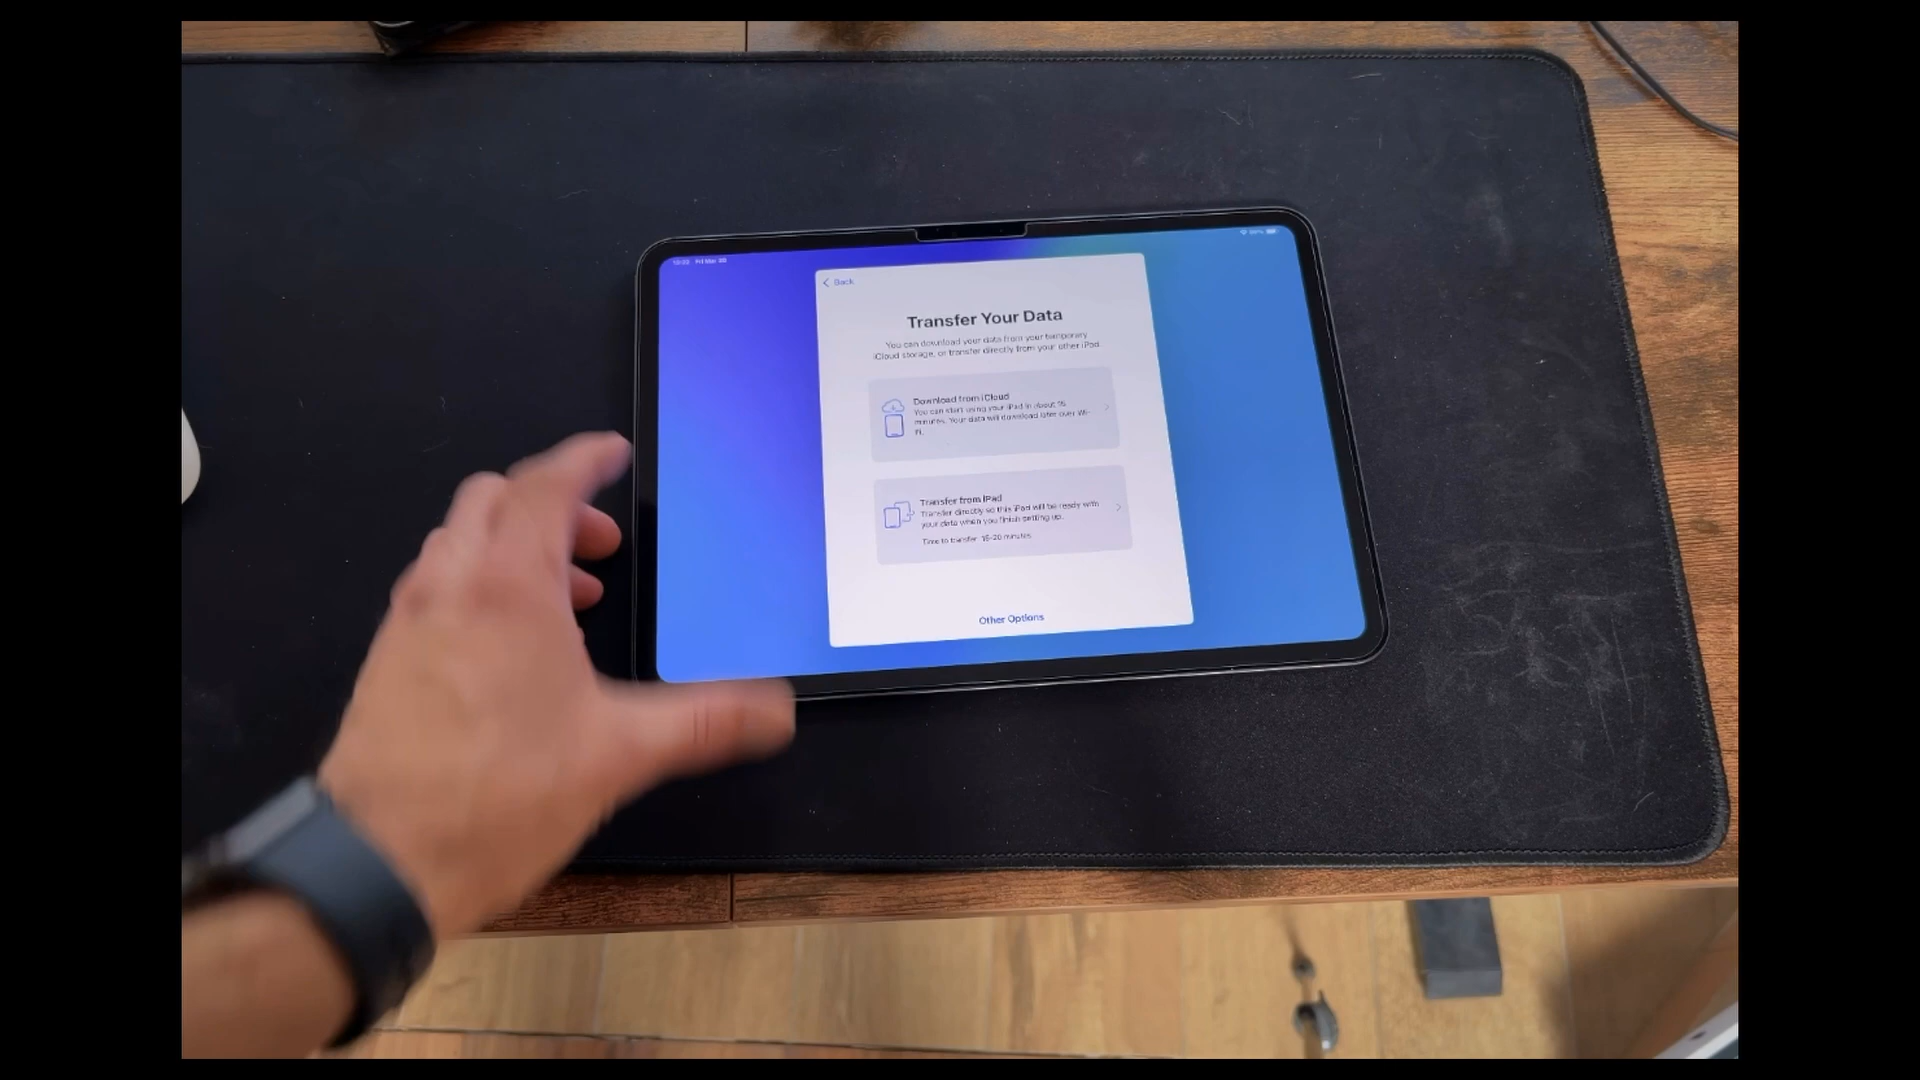 Back
Transfer Your Data
You can download your data from your temporary
iCloud storage, or transfer directly from your other iPad.
Download from iCloud
You can start using your iPad in about 15
minutes. Your data will download later over Wi-
Fi.
Transfer from iPad
Transfer directly so this iPad will be ready with
your data when you finish setting up.
Time to transfer: 15-20 minutes
Other Options